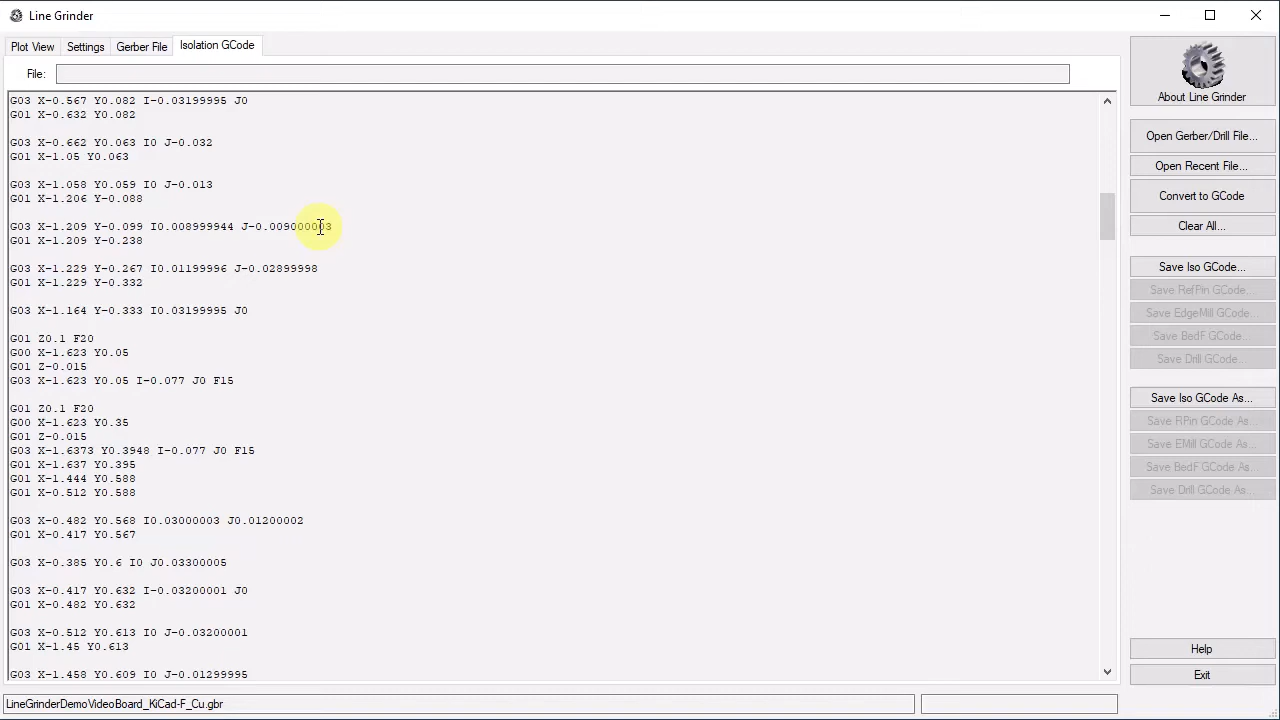 Line Grinder
Plot View
Settings
Gerber File
Isolation GCode
File:
G03 X-0.567 Y0.082 I-0.03199995 J0
G01 X-0.632 Y0.082
G03 X-0.662 Y0.063 I0 J-0.032
G01 X-1.05 Y0.063
G03 X-1.058 Y0.059 I0 J-0.013
G01 X-1.206 Y-0.088
G03 X-1.209 Y-0.099 I0.008999944 J-0.009000003
G01 X-1.209 Y-0.238
G03 X-1.229 Y-0.267 I0.01199996 J-0.02899998
G01 X-1.229 Y-0.332
G03 X-1.164 Y-0.333 I0.03199995 J0
G01 Z0.1 F20
G00 X-1.623 Y0.05
G01 Z-0.015
G03 X-1.623 Y0.05 I-0.077 J0 F15
G01 Z0.1 F20
G00 X-1.623 Y0.35
G01 Z-0.015
G03 X-1.6373 Y0.3948 I-0.077 J0 F15
G01 X-1.637 Y0.395
G01 X-1.444 Y0.588
G01 X-0.512 Y0.588
G03 X-0.482 Y0.568 I0.03000003 J0.01200002
G01 X-0.417 Y0.567
G03 X-0.385 Y0.6 I0 J0.03300005
G03 X-0.417 Y0.632 I-0.03200001 J0
G01 X-0.482 Y0.632
G03 X-0.512 Y0.613 I0 J-0.03200001
G01 X-1.45 Y0.613
G03 X-1.458 Y0.609 I0 J-0.01299995
About Line Grinder
Open Gerber/Drill File...
Open Recent File...
Convert to GCode
Clear All...
Save Iso GCode...
Save RefPin GCode...
Save EdgeMill GCode...
Save BedF GCode...
Save Drill GCode...
Save Iso GCode As...
Save RPin GCode As...
Save EMill GCode As...
Save BedF GCode As...
Save Drill GCode As...
Help
Exit
LineGrinderDemoVideoBoard_KiCad-F_Cu.gbr